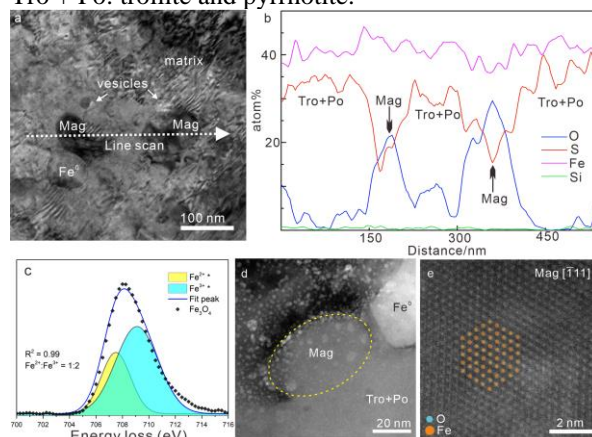 Tro + Po: troilite and pyrrhotite.
a
matrix
vesicles
Mag
Mag
Line scan
Fe⁰
100 nm
b
atom%
40
20
Tro+Po
Mag
Tro+Po
Mag
Tro+Po
O
S
Fe
Si
150
300
450
Distance/nm
c
Fe²⁺
Fe³⁺
Fit peak
Fe₃O₄
R² = 0.99
Fe²⁺:Fe³⁺ = 1:2
700 702 704 706 708 710 712 714 716
Energy loss (eV)
d
Fe⁰
Mag
Tro+Po
20 nm
e
Mag [1̄11]
O
Fe
2 nm